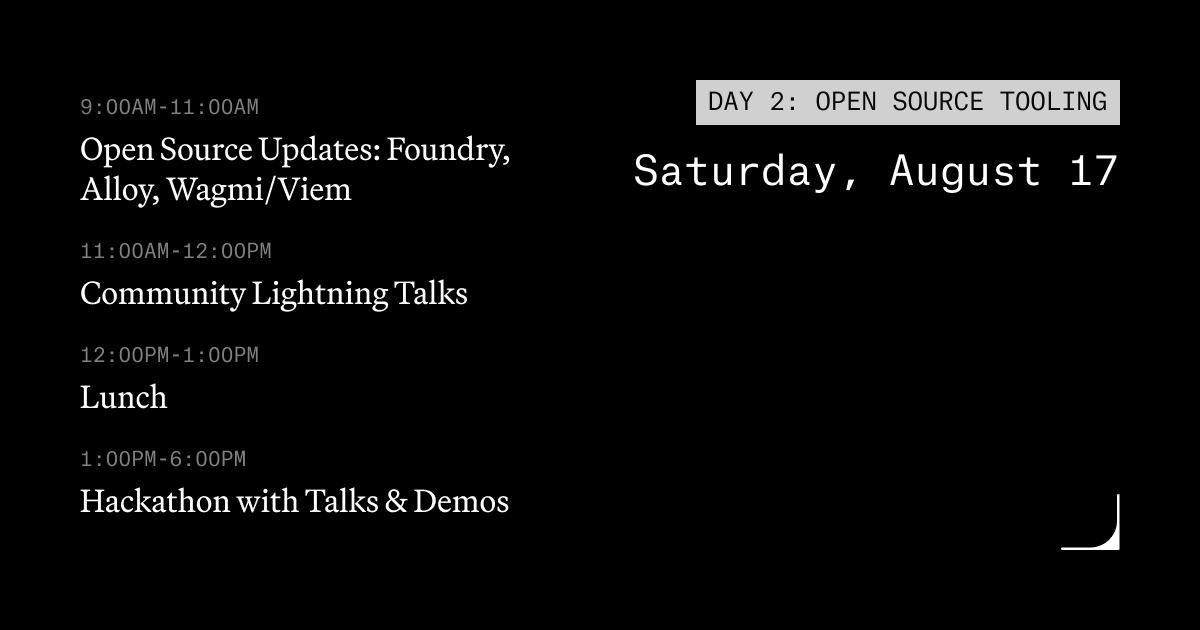 DAY 2: OPEN SOURCE TOOLING
Saturday, August 17
9:00AM-11:00AM
Open Source Updates: Foundry,
Alloy, Wagmi/Viem
11:00AM-12:00PM
Community Lightning Talks
12:00PM-1:00PM
Lunch
1:00PM-6:00PM
Hackathon with Talks & Demos